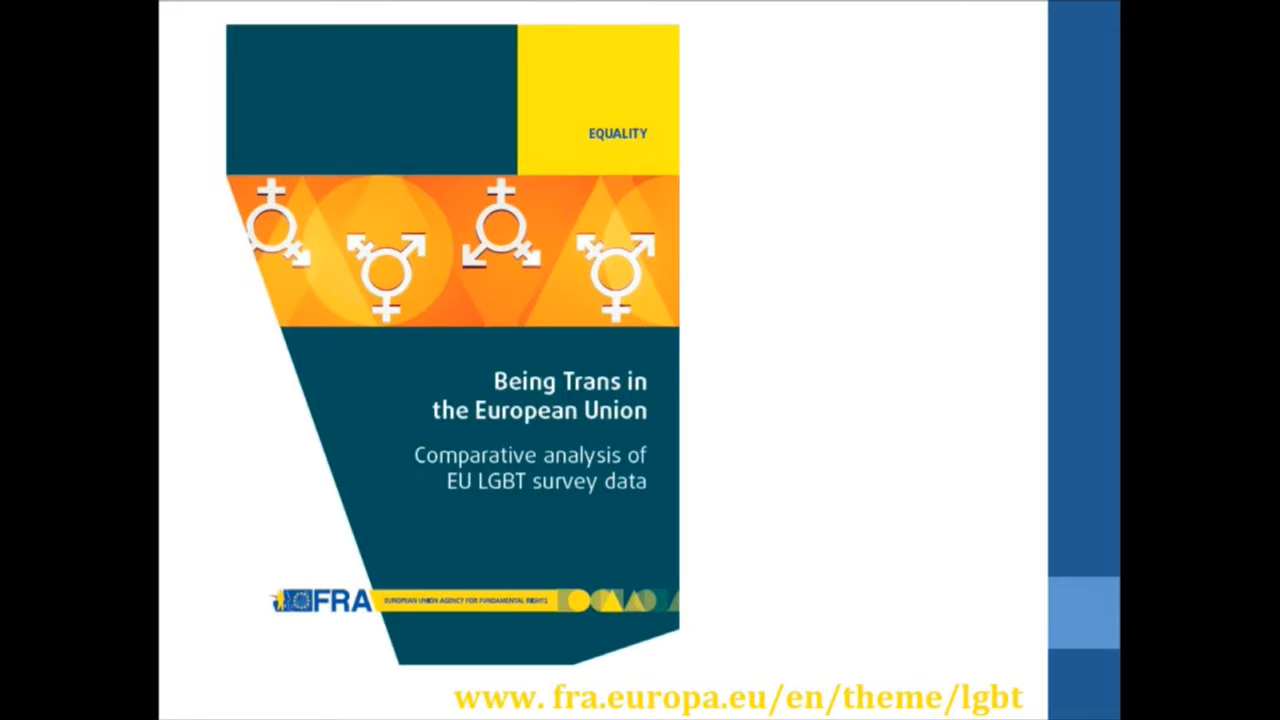 EQUALITY
Being Trans in
the European Union
Comparative analysis of
EU LGBT survey data
FRA EUROPEAN UNION AGENCY FOR FUNDAMENTAL RIGHTS
www. fra.europa.eu/en/theme/lgbt